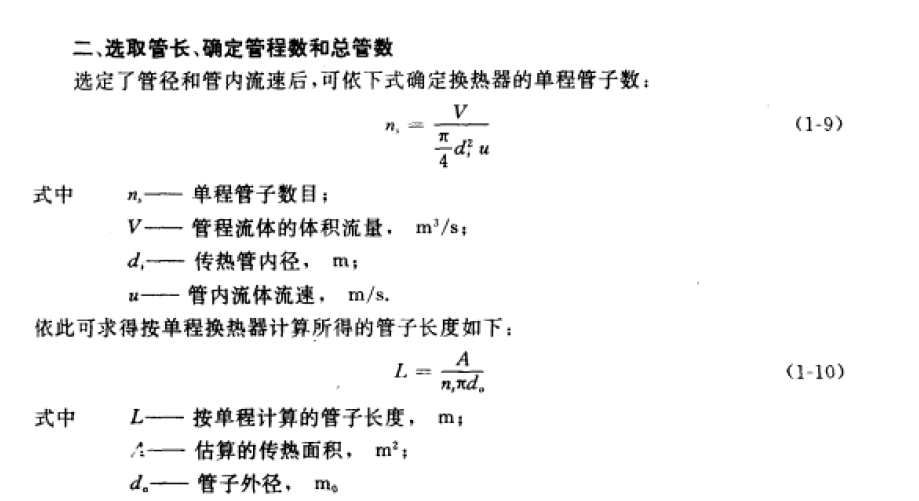 二、选取管长、确定管程数和总管数
选定了管径和管内流速后,可依下式确定换热器的单程管子数:
n_s = \frac{V}{\frac{π}{4} d_i^2 u} (1-9)
式中 n_s—— 单程管子数目;
V—— 管程流体的体积流量, m³/s;
d_i—— 传热管内径, m;
u—— 管内流体流速, m/s.
依此可求得按单程换热器计算所得的管子长度如下:
L = \frac{A}{n_s π d_o} (1-10)
式中 L—— 按单程计算的管子长度, m;
A—— 估算的传热面积, m²;
d_o—— 管子外径, m。